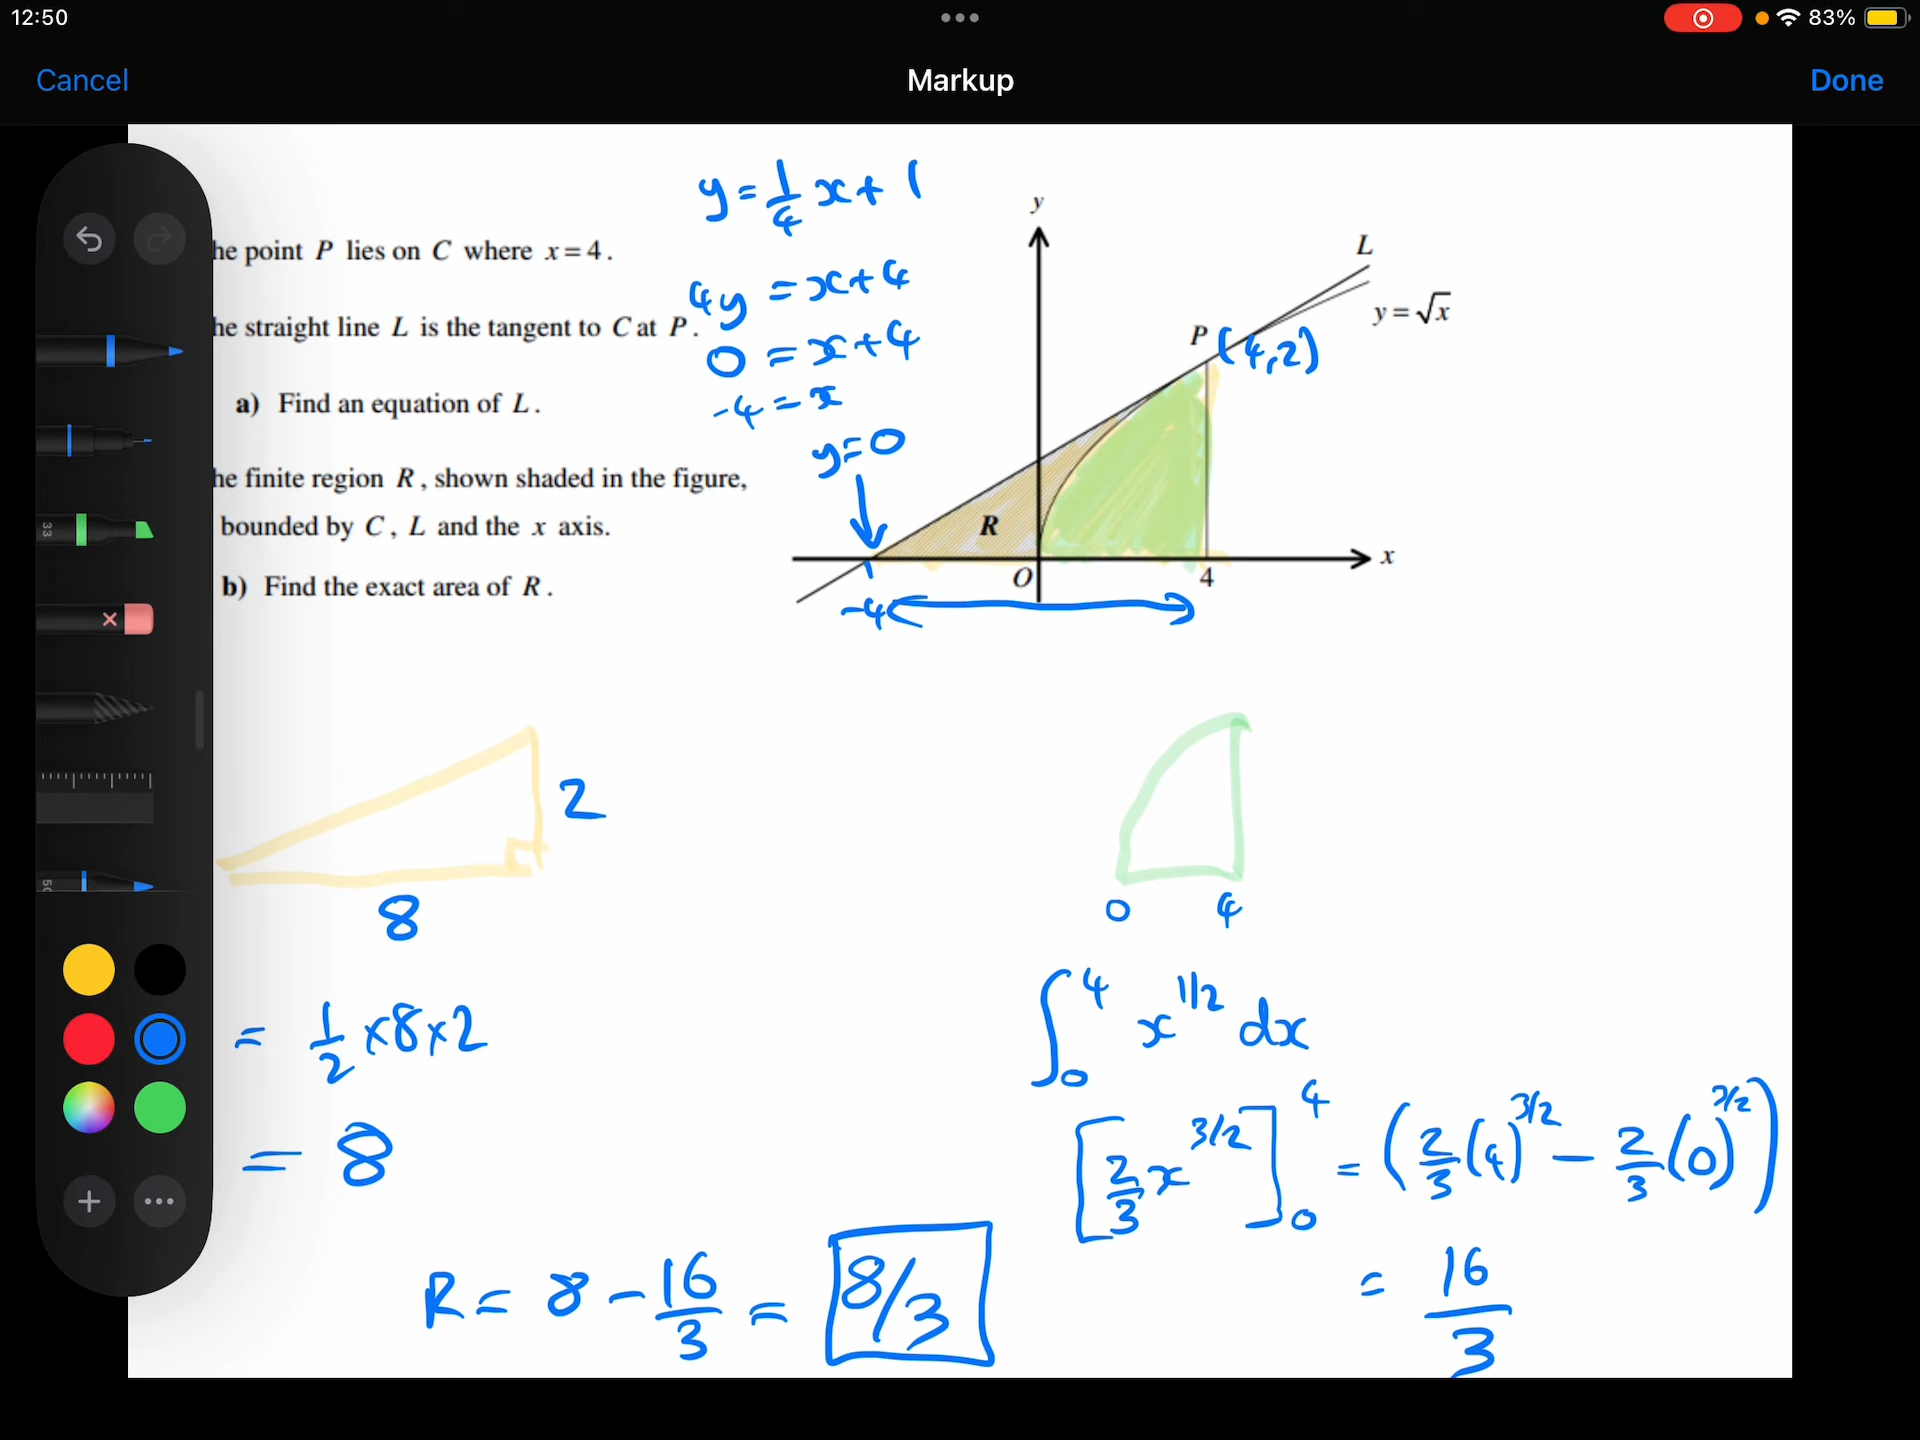 12:50
83%
Cancel
Markup
Done
he point P lies on C where x = 4.
he straight line L is the tangent to C at P.
a) Find an equation of L.
he finite region R, shown shaded in the figure,
bounded by C, L and the x axis.
b) Find the exact area of R.
y = 1/4 x + 1
4y = x + 4
0 = x + 4
-4 = x
y = 0
y
L
y = √x
P (4,2)
R
x
O
4
-4
2
8
= 1/2 × 8 × 2
= 8
0 4
∫₀⁴ x^1/2 dx
[2/3 x^3/2]₀⁴ = (2/3 (4)^3/2 − 2/3 (0)^3/2)
= 16/3
R = 8 − 16/3 = 8/3
33